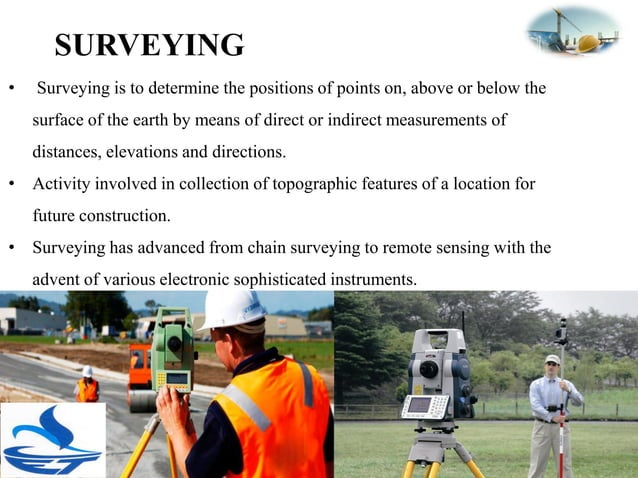 SURVEYING
• Surveying is to determine the positions of points on, above or below the
surface of the earth by means of direct or indirect measurements of
distances, elevations and directions.
• Activity involved in collection of topographic features of a location for
future construction.
• Surveying has advanced from chain surveying to remote sensing with the
advent of various electronic sophisticated instruments.